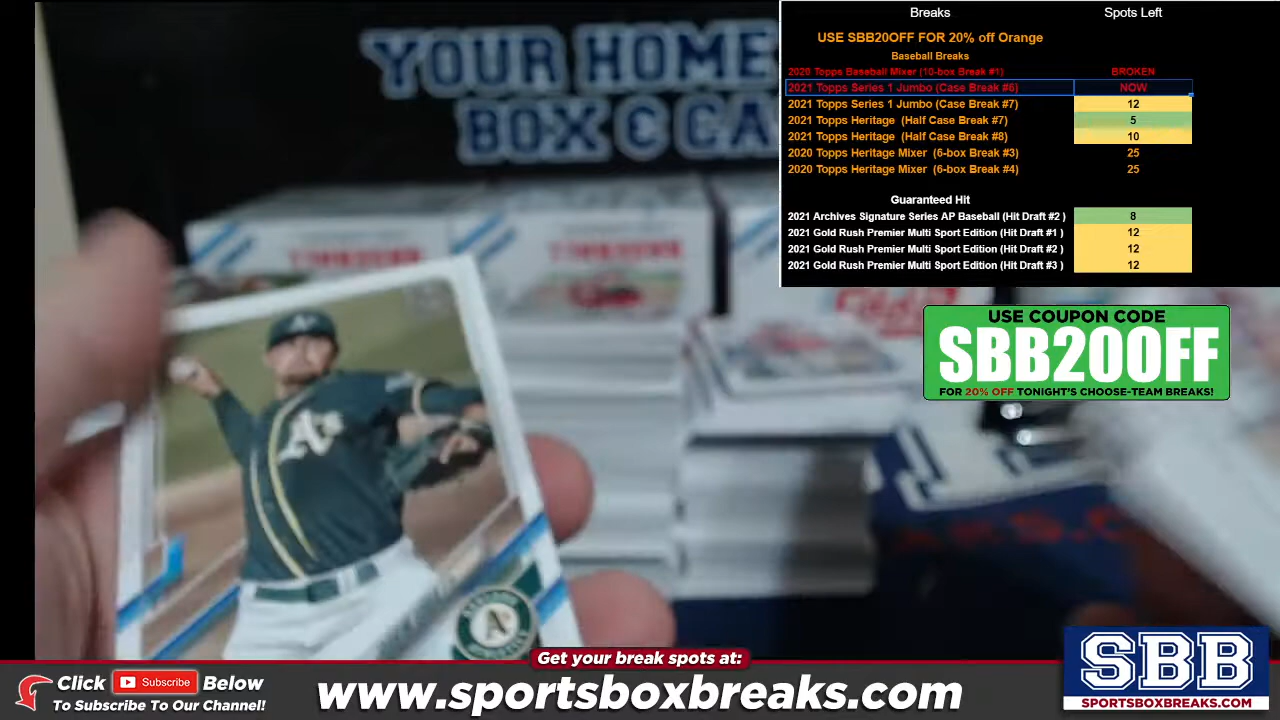 YOUR HOME
BOX & CA
Breaks Spots Left
USE SBB20OFF FOR 20% off Orange
Baseball Breaks
2020 Topps Baseball Mixer (10-box Break #1) BROKEN
2021 Topps Series 1 Jumbo (Case Break #6) NOW
2021 Topps Series 1 Jumbo (Case Break #7) 12
2021 Topps Heritage (Half Case Break #7) 5
2021 Topps Heritage (Half Case Break #8) 10
2020 Topps Heritage Mixer (6-box Break #3) 25
2020 Topps Heritage Mixer (6-box Break #4) 25
Guaranteed Hit
2021 Archives Signature Series AP Baseball (Hit Draft #2 ) 8
2021 Gold Rush Premier Multi Sport Edition (Hit Draft #1 ) 12
2021 Gold Rush Premier Multi Sport Edition (Hit Draft #2 ) 12
2021 Gold Rush Premier Multi Sport Edition (Hit Draft #3 ) 12
USE COUPON CODE
SBB20OFF
FOR 20% OFF TONIGHT'S CHOOSE-TEAM BREAKS!
A's
A's
Get your break spots at:
Click Subscribe Below
To Subscribe To Our Channel!
www.sportsboxbreaks.com
SBB
SPORTSBOXBREAKS.COM